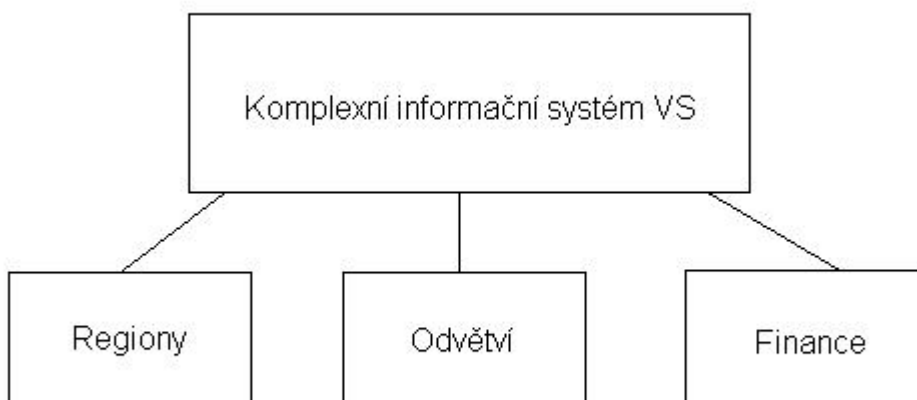 Komplexní informační systém VS
Regiony
Odvětví
Finance